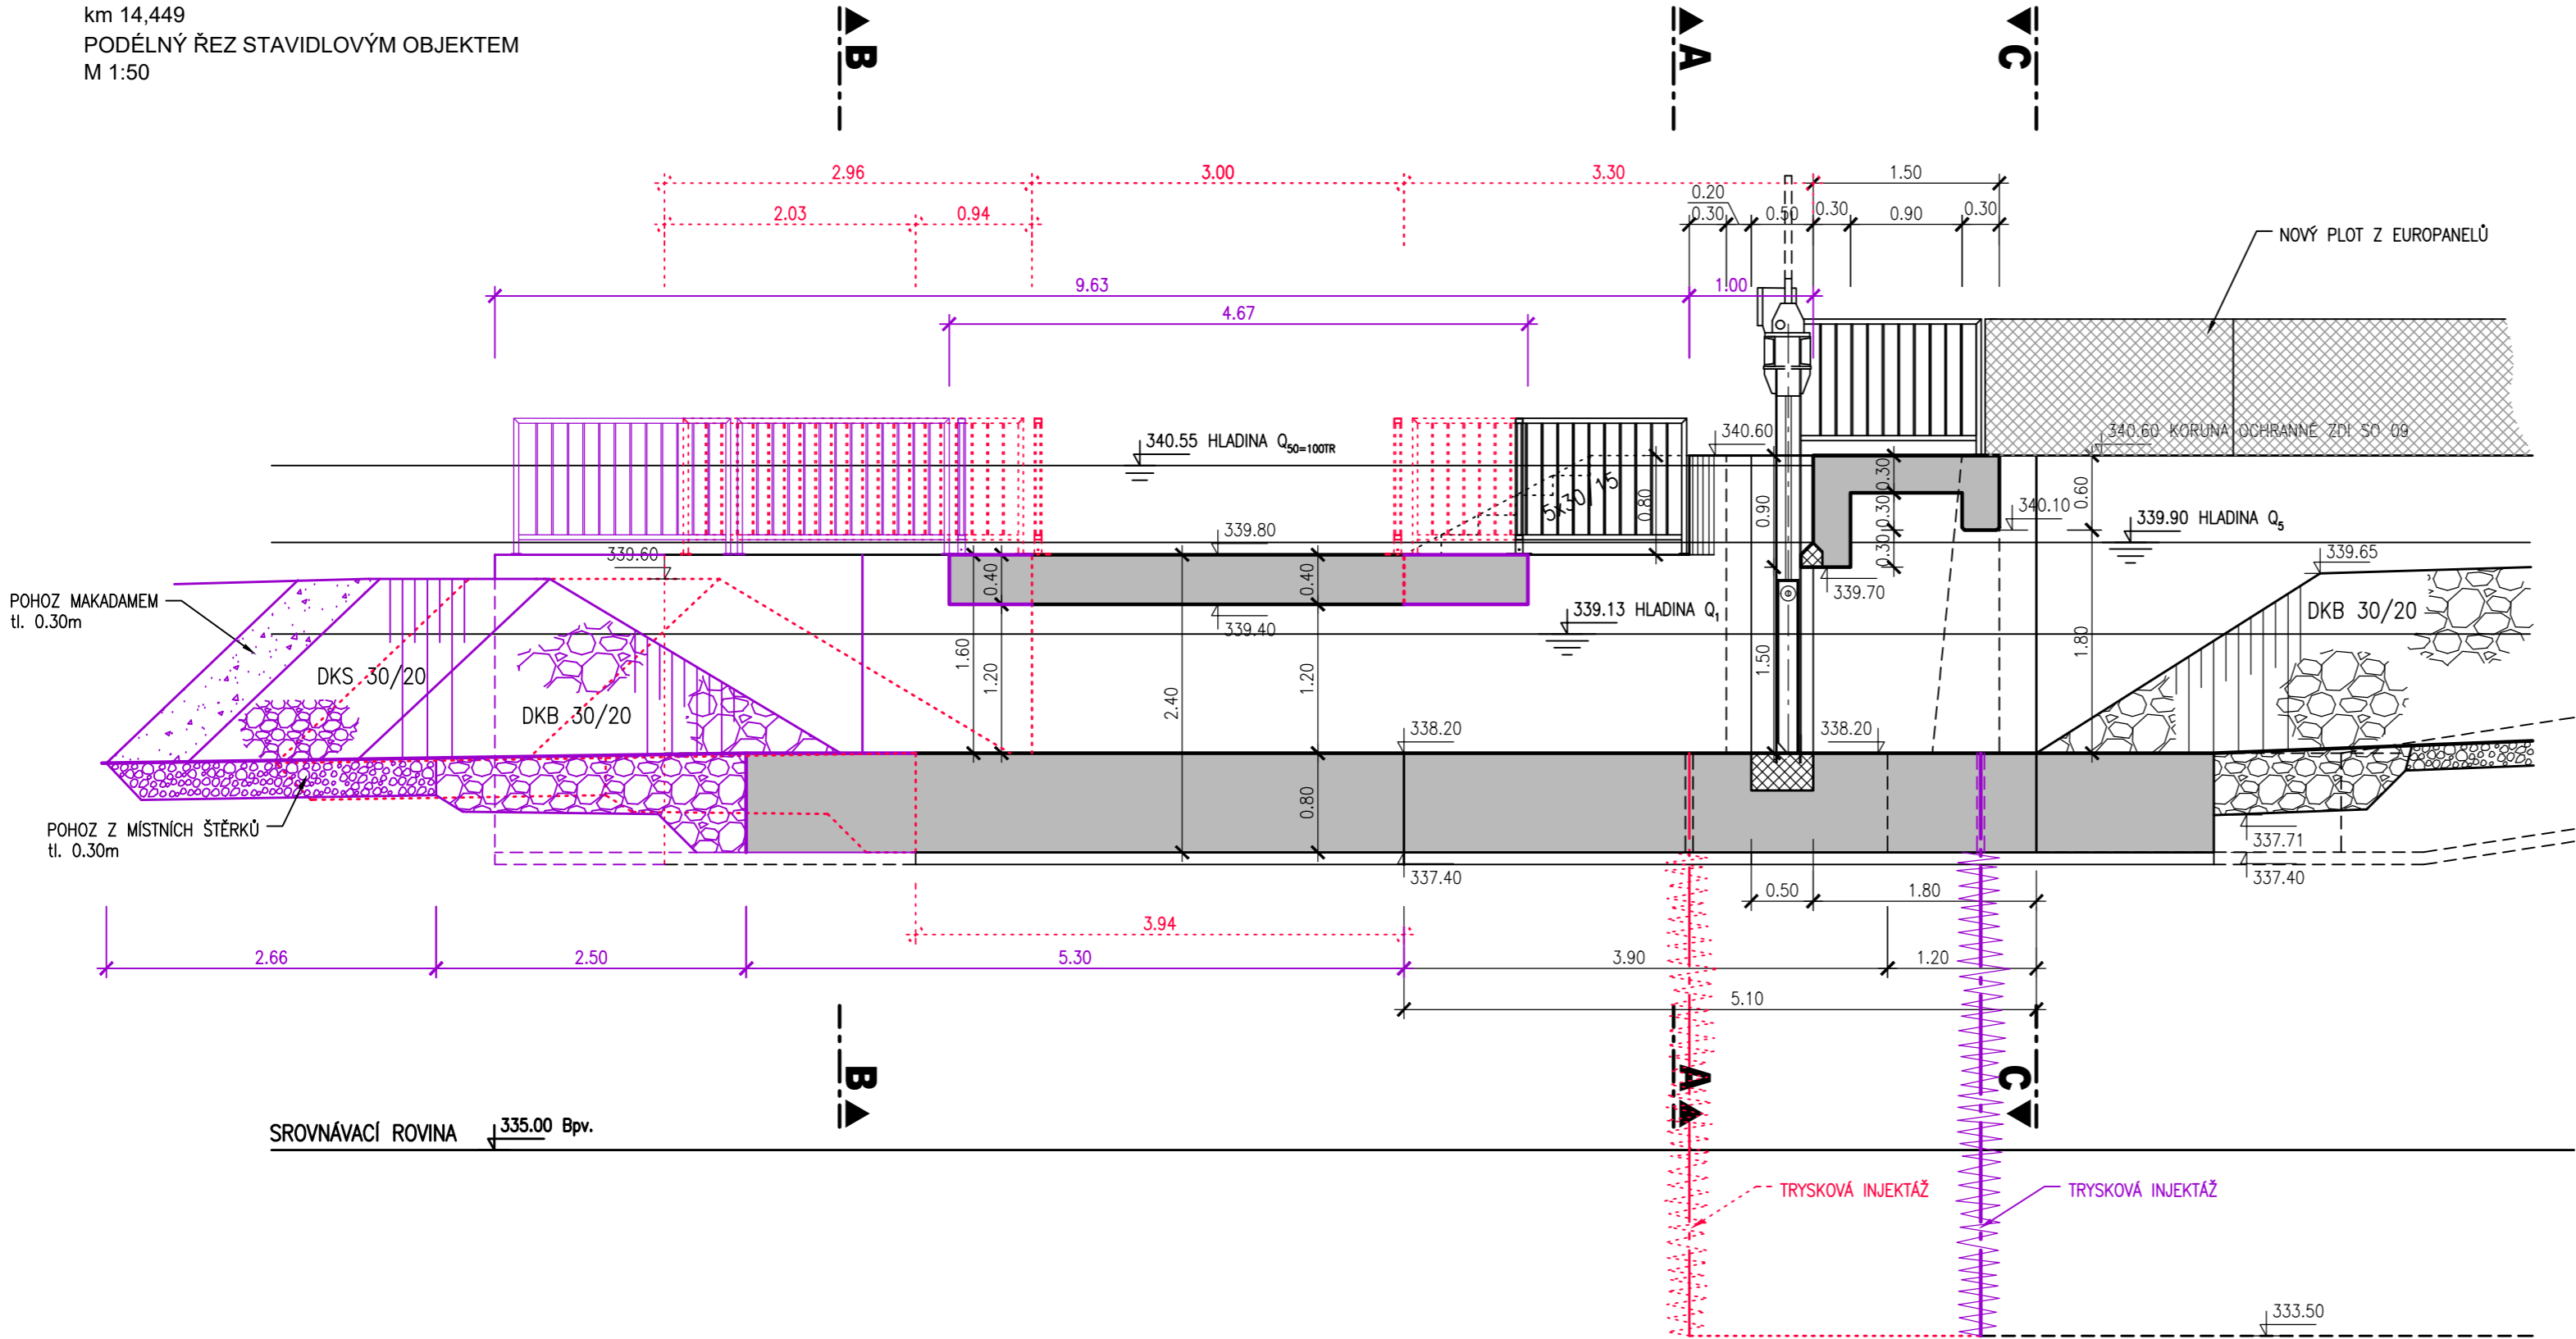 km 14,449
PODÉLNÝ ŘEZ STAVIDLOVÝM OBJEKTEM
M 1:50
B
A
C
2.96
3.00
3.30
1.50
0.20
2.03
0.94
0.30
0.50
0.30
0.90
0.30
NOVÝ PLOT Z EUROPANELŮ
9.63
1.00
4.67
340.55 HLADINA Q50=100TR
340.60
340.60 KORUNA OCHRANNÉ ZDI SO 09
5x30/15
0.80
0.90
0.30
0.30
0.30
0.60
340.10
339.90 HLADINA Q5
339.80
339.60
339.65
0.40
0.40
339.70
POHOZ MAKADAMEM
tl. 0.30m
339.13 HLADINA Q1
339.40
DKB 30/20
DKS 30/20
DKB 30/20
1.60
1.20
2.40
1.20
1.50
1.80
338.20
338.20
0.80
POHOZ Z MÍSTNÍCH ŠTĚRKŮ
tl. 0.30m
337.71
337.40
337.40
0.50
1.80
3.94
2.66
2.50
5.30
3.90
1.20
5.10
B
A
C
SROVNÁVACÍ ROVINA
335.00 Bpv.
TRYSKOVÁ INJEKTÁŽ
TRYSKOVÁ INJEKTÁŽ
333.50